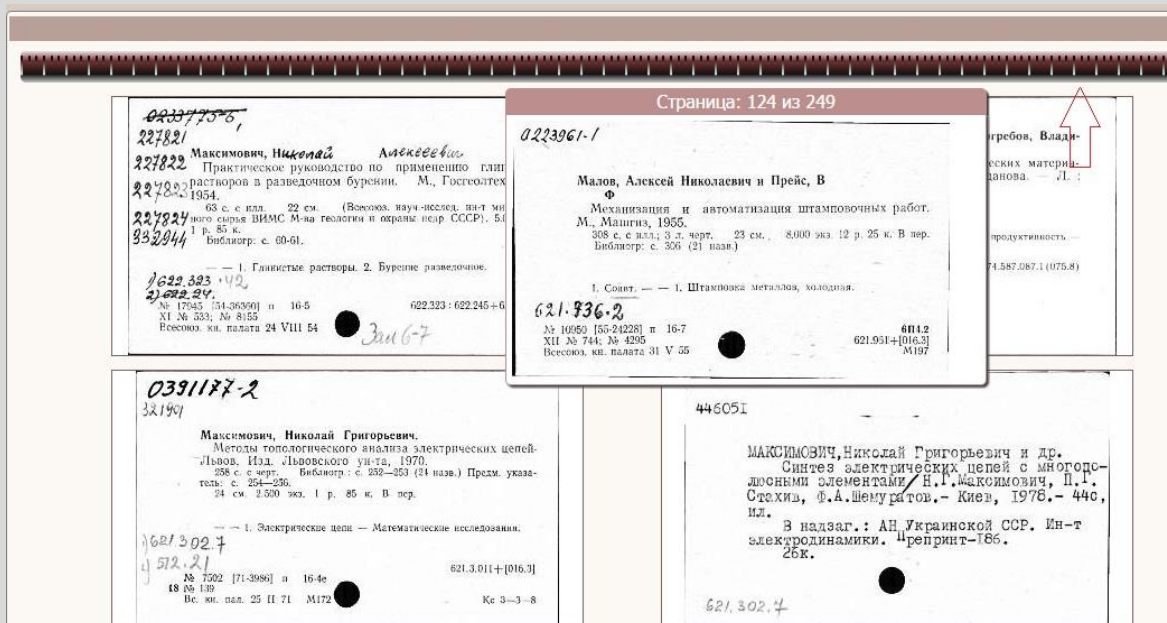 Страница: 124 из 249
0233775-б,
227821
227822
227823
227824
332944
Максимович, Николай Алексеевич
Практическое руководство по применению гли
растворов в разведочном бурении. М., Госгеолтех
1954.
63 с. с илл. 22 см. (Всесоюз. науч.-исслед. ин-т ми
ного сырья ВИМС М-ва геологии и охраны недр СССР). 5.0
1 р. 85 к.
Библиогр: с. 60-61.
— — 1. Глинистые растворы. 2. Бурение разведочное.
1) 622.323.42
2) 622.24.
№ 17945 [54-36360] п 16-5
622.323 : 622.245+6
XI № 533; № 8155
Всесоюз. кн. палата 24 VIII 54
Зал 6-7
0223961-1
Малов, Алексей Николаевич и Прейс, В
Ф
Механизация и автоматизация штамповочных работ.
М., Машгиз, 1955.
308 с. с илл.; 3 л. черт. 23 см. 8.000 экз. 12 р. 25 к. В пер.
Библиогр: с. 306 (21 назв.)
1. Соавт. — — 1. Штамповка металлов, холодная.
621.736.2
№ 10950 [55-24228] п 16-7
6П4.2
XII № 744; № 4295
621.951+[016.3]
Всесоюз. кн. палата 31 V 55
М197
огребов, Влади-
еских матери
данова. — Л. :
продуктивность —
74.587.087.1 (075.8)
0391177-2
321901
Максимович, Николай Григорьевич.
Методы топологического анализа электрических цепей-
Львов, Изд. Львовского ун-та, 1970.
258 с. с черт. Библиогр.: с. 252—253 (24 назв.) Предм. указа-
тель: с. 254—256.
24 см. 2.500 экз. 1 р. 85 к. В пер.
— — 1. Электрические цепи — Математические исследования.
1) 621.302.7
512.21
621.3.011+[016.3]
№ 7502 [71-3986] п 16-4е
18 № 139
Вс. кн. пал. 25 II 71 М172
Кс 3—3—8
446051
МАКСИМОВИЧ, Николай Григорьевич и др.
Синтез электрических цепей с многопо-
люсными элементами/ Н.Г.Максимович, П.Г.
Стахив, Ф.А.Шемуратов.- Киев, 1978.- 44с,
ил.
В надзаг.: АН Украинской ССР. Ин-т
электродинамики. Препринт-186.
26к.
621.302.7